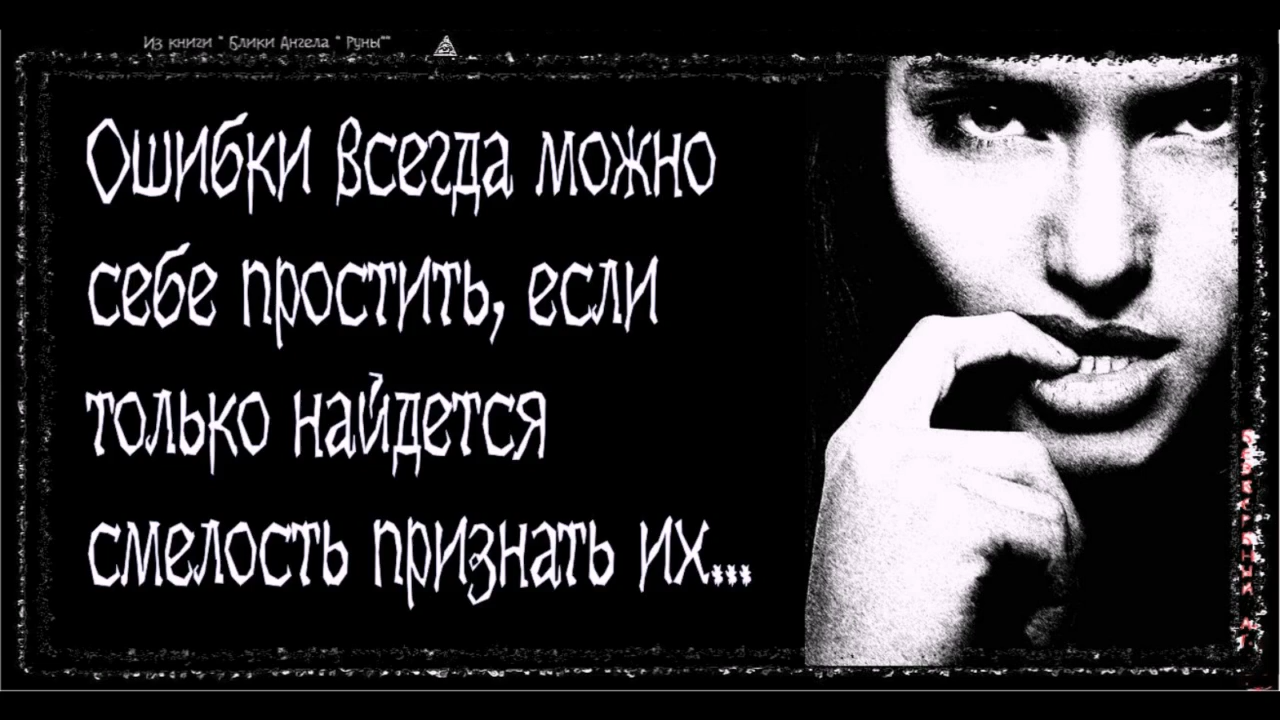 Из книги " Блики Ангела " Руны""
Ошибки всегда можно
себе простить, если
только найдется
смелость признать их...